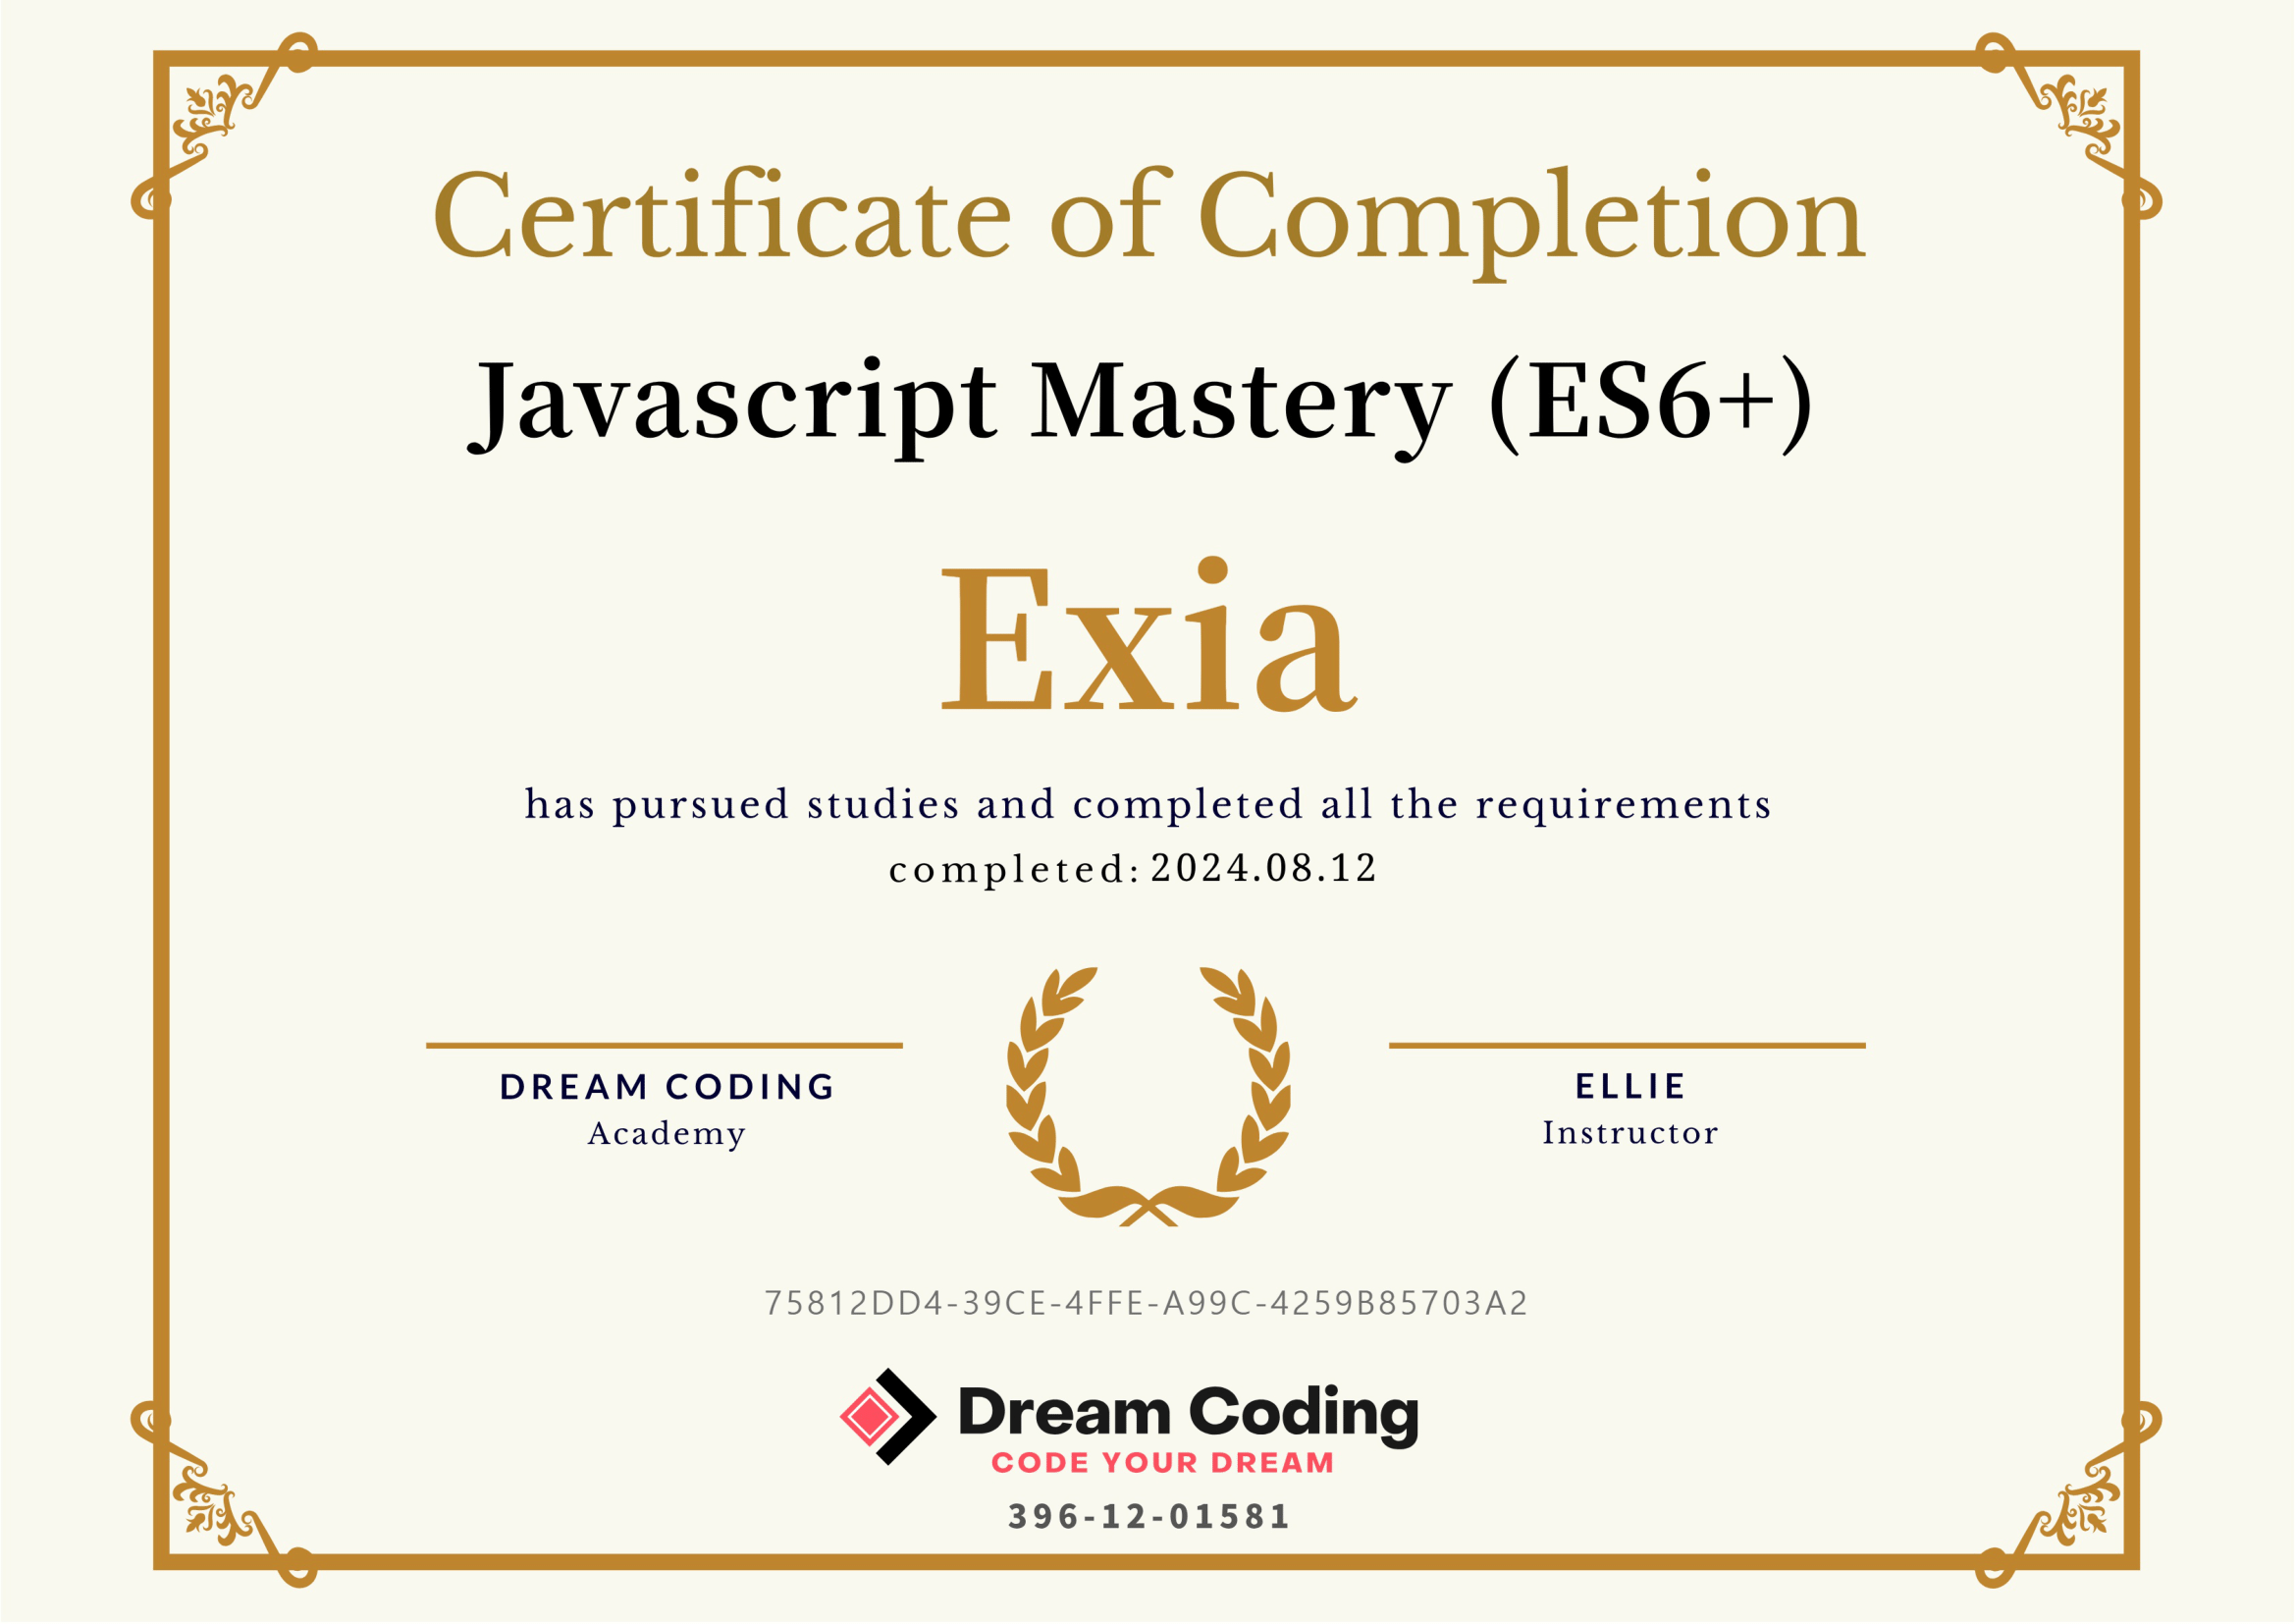 Certificate of Completion
Javascript Mastery (ES6+)
Exia
has pursued studies and completed all the requirements
completed: 2024.08.12
DREAM CODING
Academy
ELLIE
Instructor
75812DD4-39CE-4FFE-A99C-4259B85703A2
Dream Coding
CODE YOUR DREAM
396-12-01581